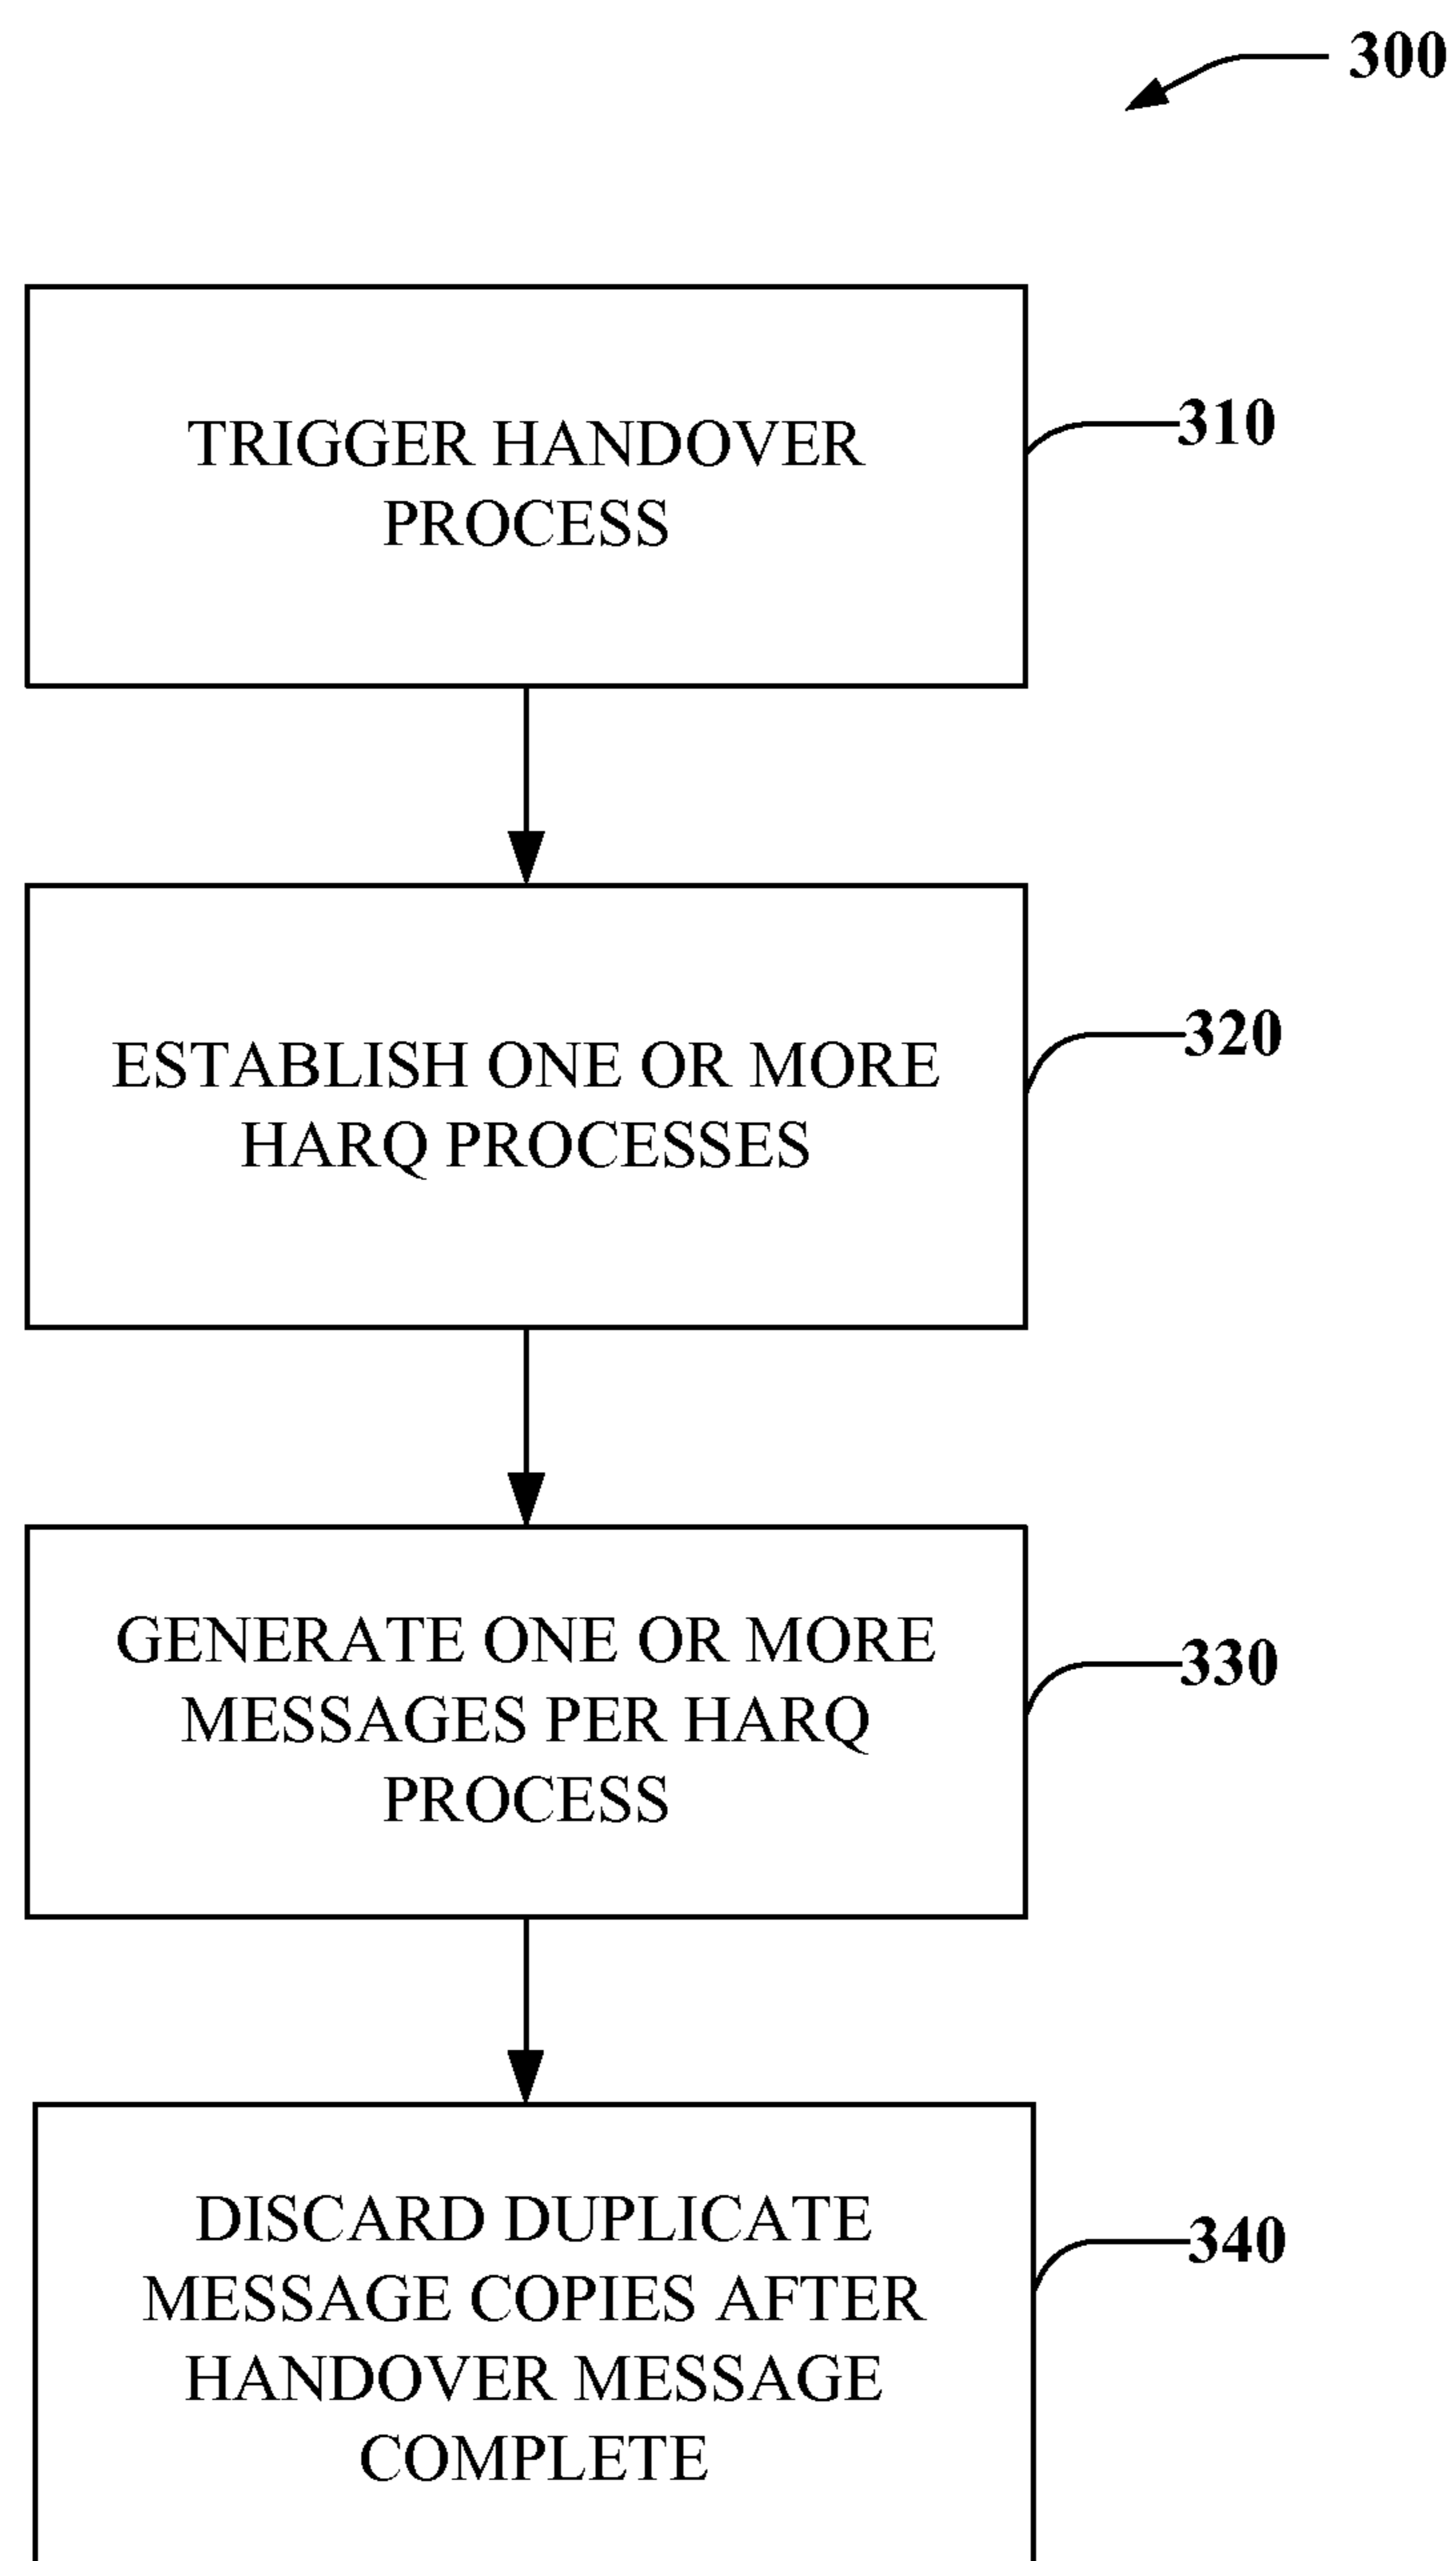 300
TRIGGER HANDOVER
PROCESS
310
ESTABLISH ONE OR MORE
HARQ PROCESSES
320
GENERATE ONE OR MORE
MESSAGES PER HARQ
PROCESS
330
DISCARD DUPLICATE
MESSAGE COPIES AFTER
HANDOVER MESSAGE
COMPLETE
340